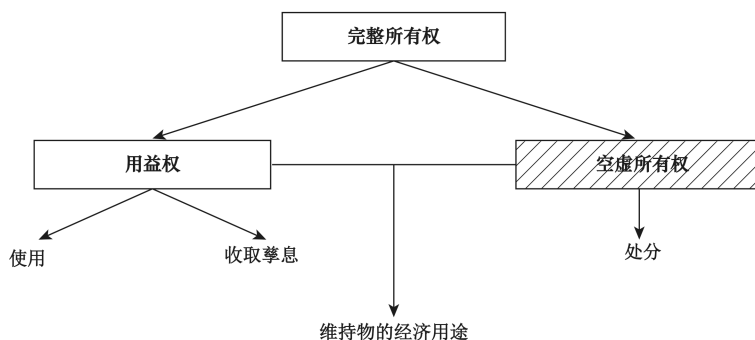 完整所有权
用益权
空虚所有权
使用
收取孳息
处分
维持物的经济用途